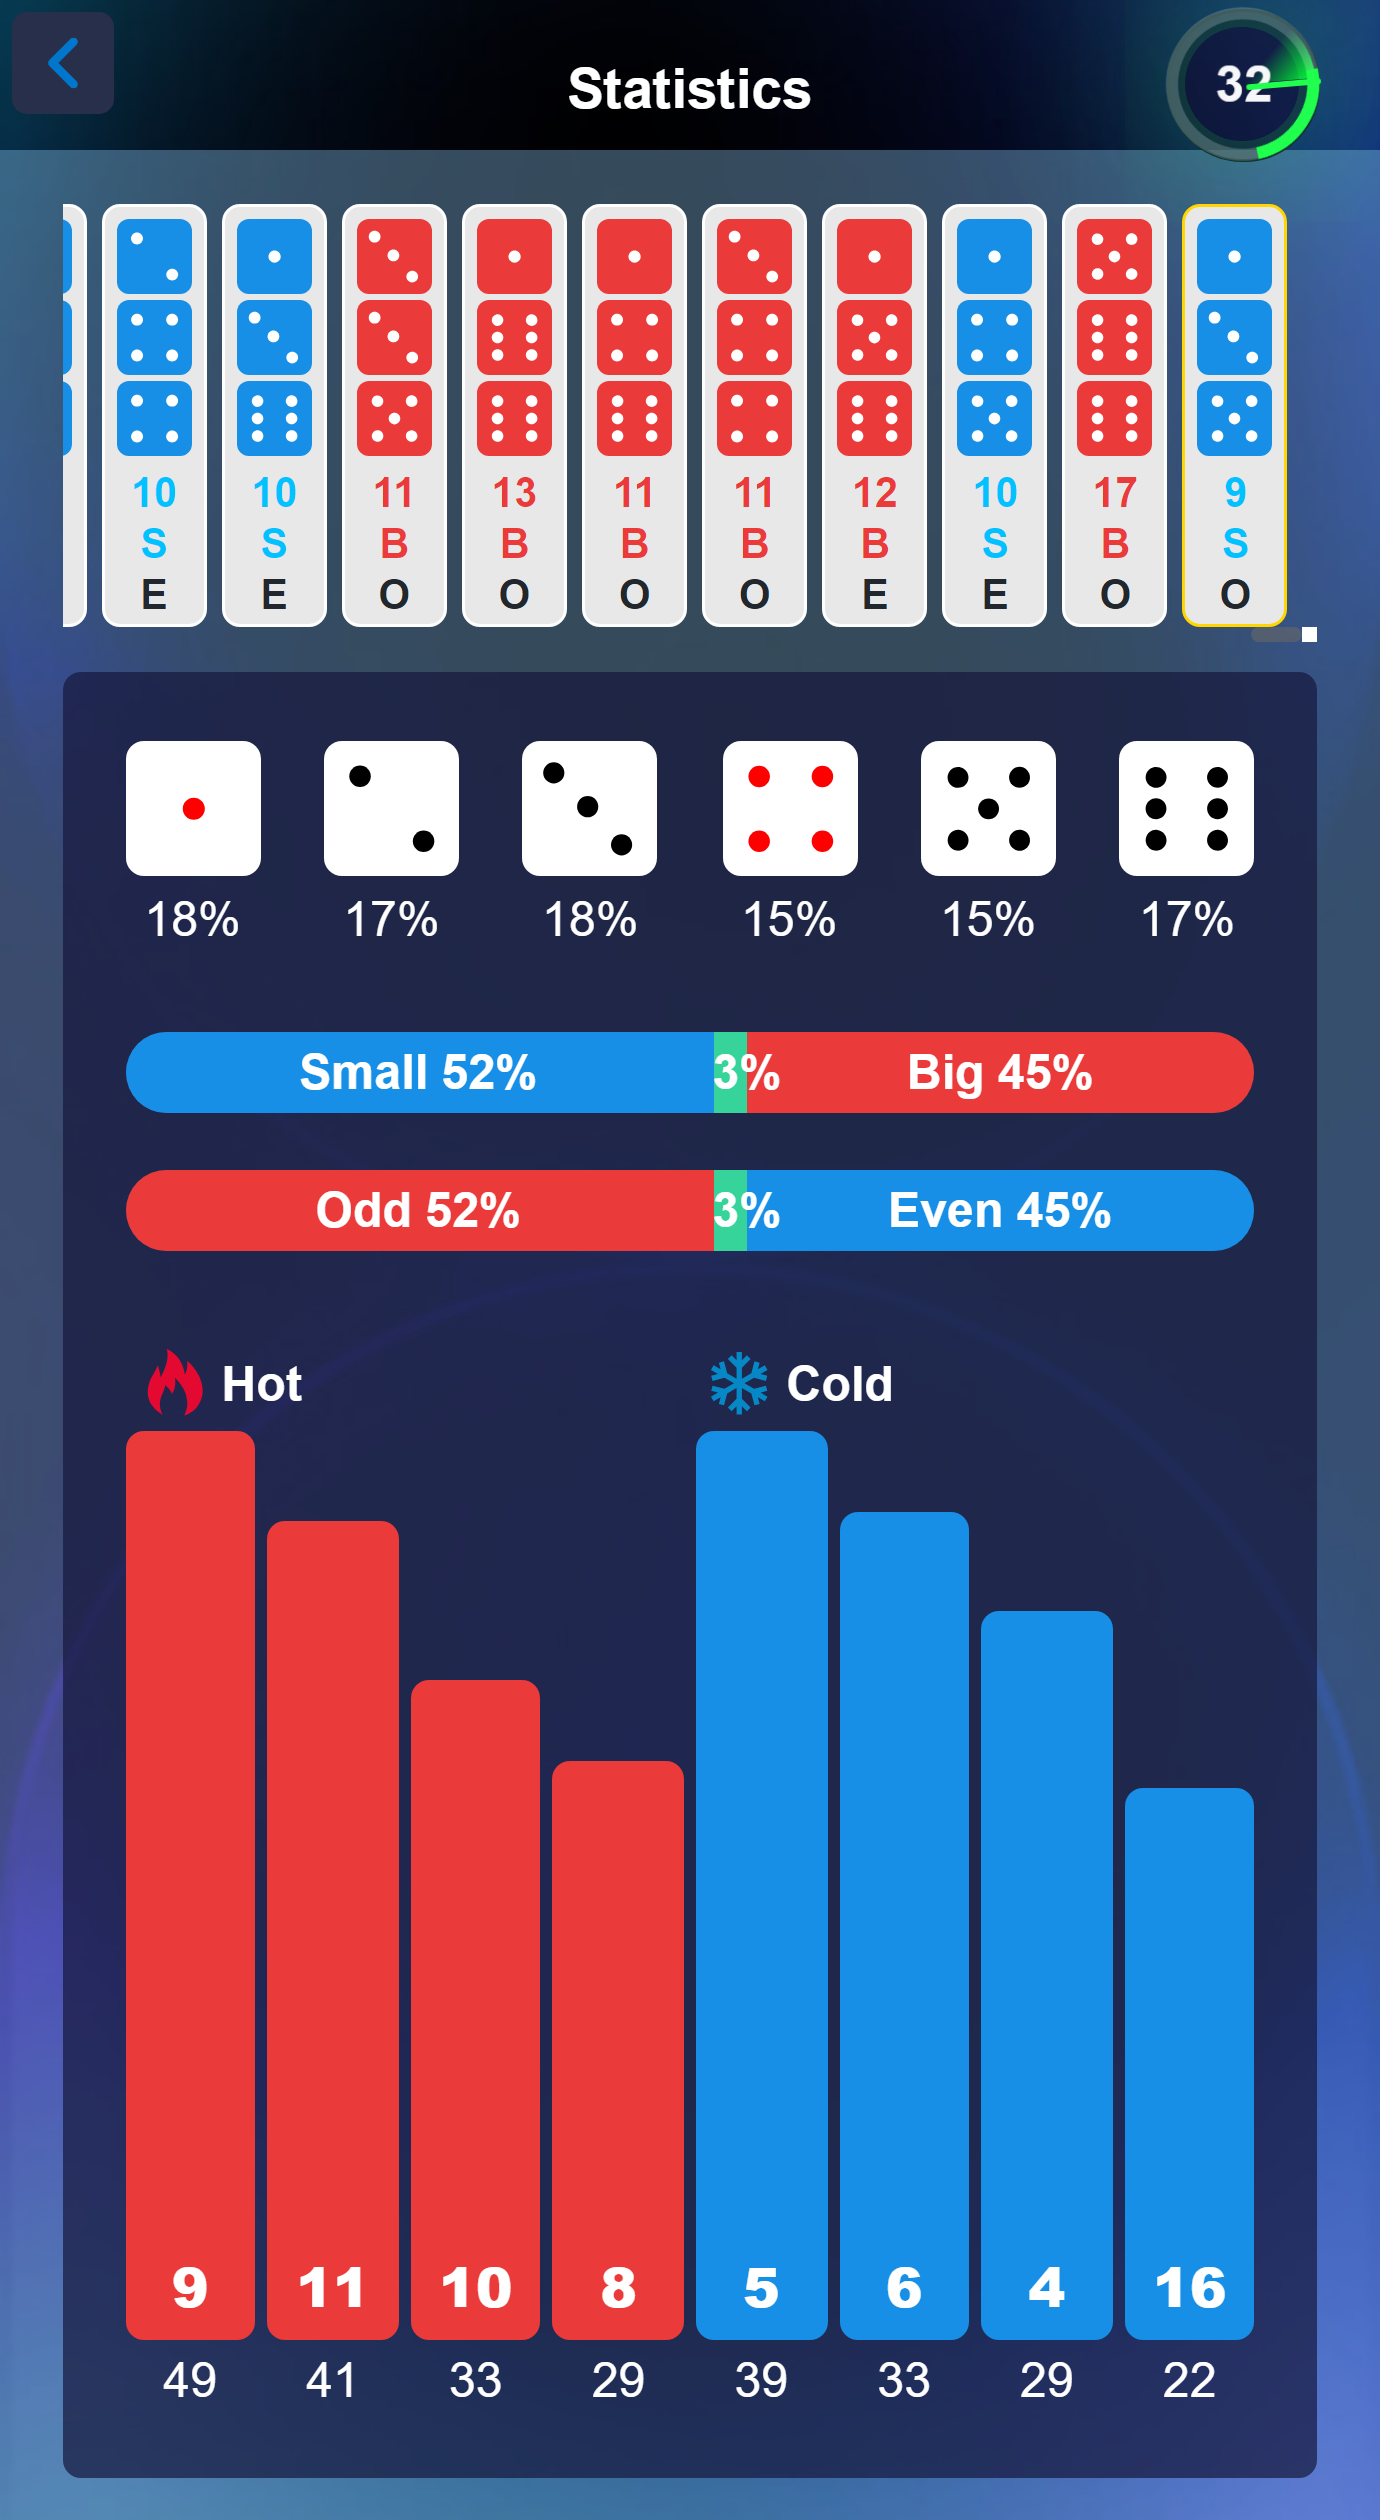 Statistics
32
10 10 11 13 11 11 12 10 17 9
S S B B B B B S B S
E E O O O O E E O O
18% 17% 18% 15% 15% 17%
Small 52% 3% Big 45%
Odd 52% 3% Even 45%
Hot Cold
9 11 10 8 5 6 4 16
49 41 33 29 39 33 29 22